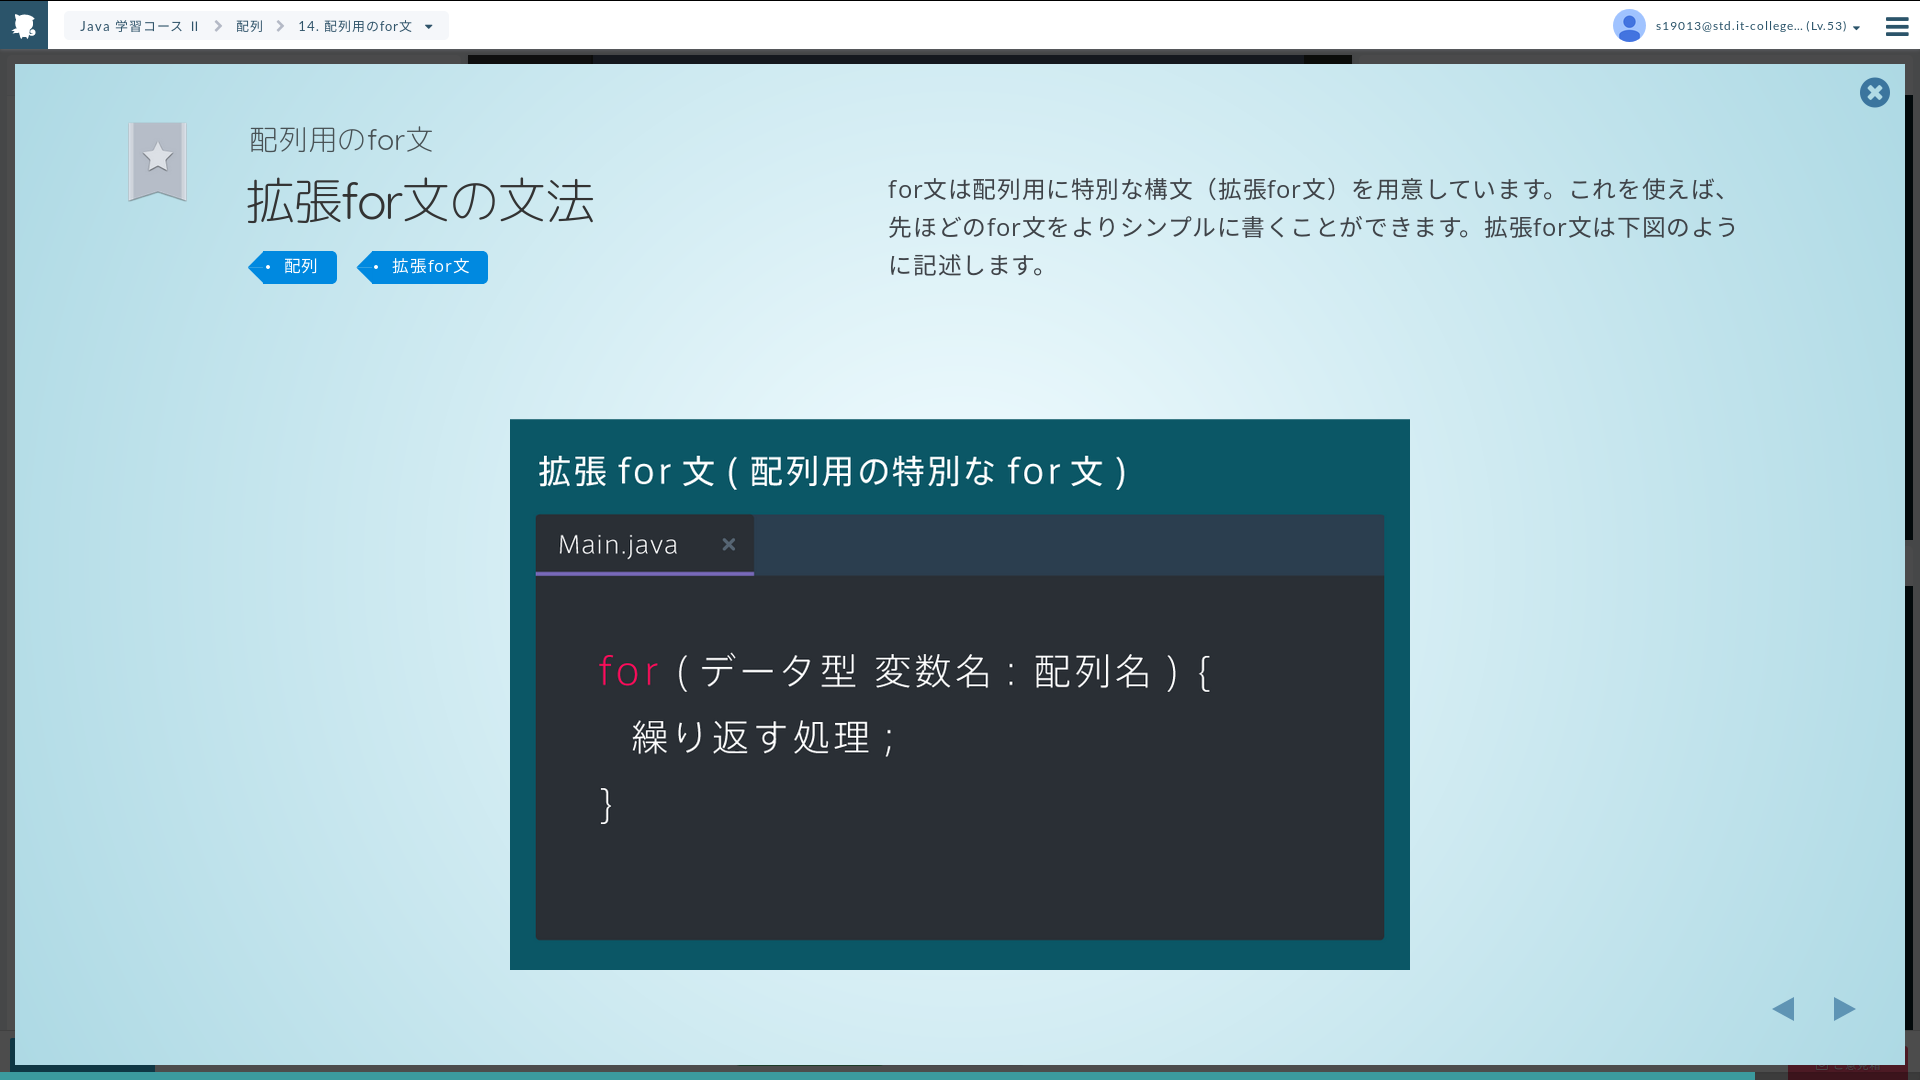 Java 学習コース Ⅱ 配列 14. 配列用のfor文
s19013@std.it-college... (Lv.53)
配列用のfor文
拡張for文の文法
配列 拡張for文
for文は配列用に特別な構文（拡張for文）を用意しています。これを使えば、
先ほどのfor文をよりシンプルに書くことができます。拡張for文は下図のよう
に記述します。
拡張 for 文 ( 配列用の特別な for 文 )
Main.java
for ( データ型 変数名 : 配列名 ) {
繰り返す処理 ;
}